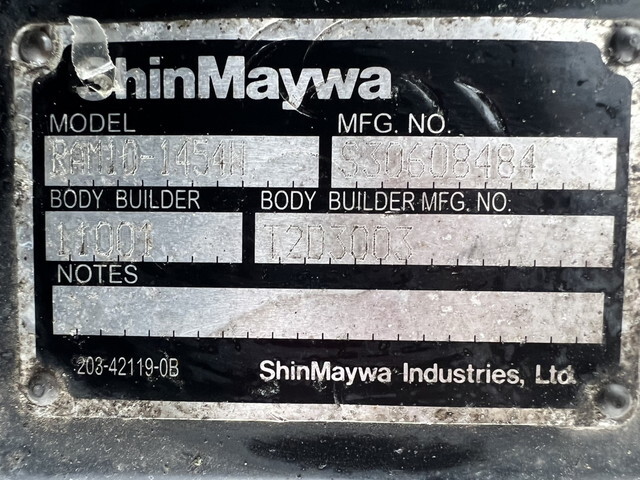 ShinMaywa
MODEL MFG. NO.
RAM10-1454W S30608484
BODY BUILDER BODY BUILDER MFG. NO.
11001 T2D3003
NOTES
203-42119-0B ShinMaywa Industries, Ltd.